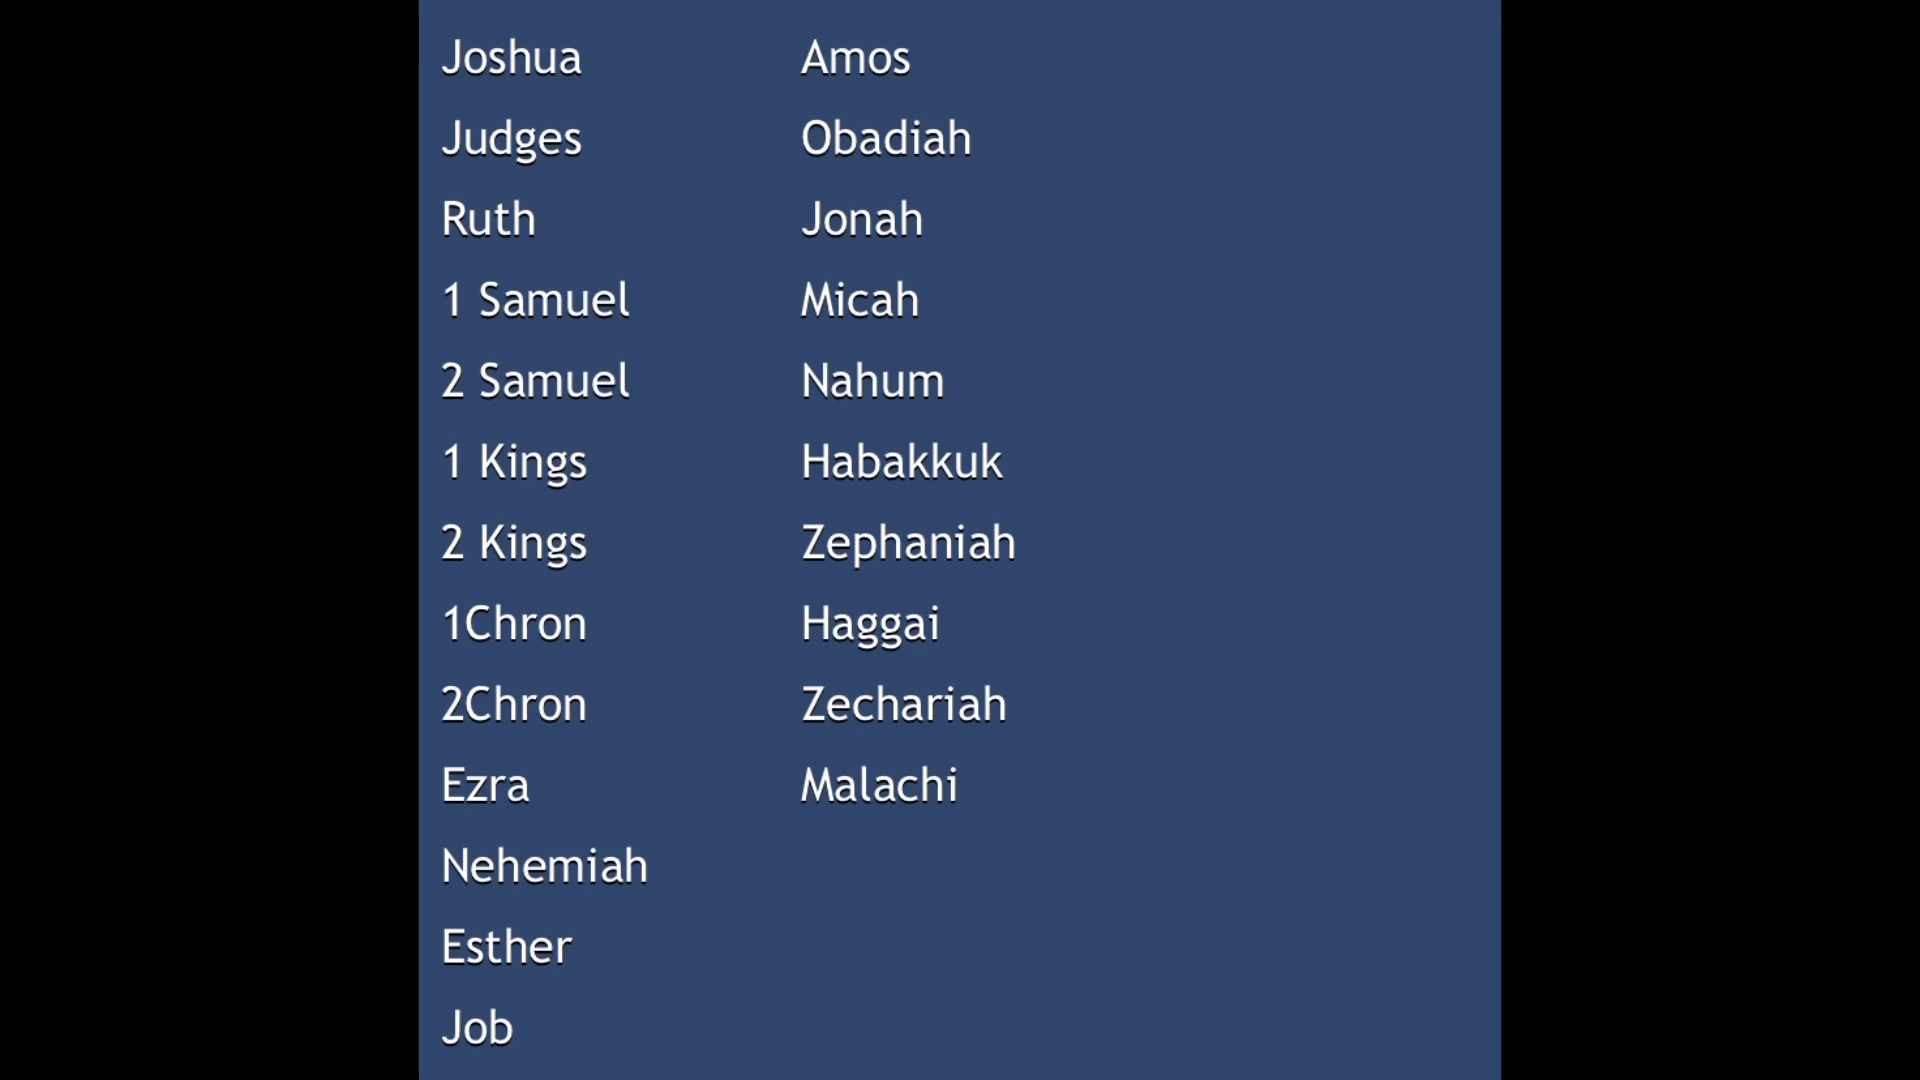 Joshua
Judges
Ruth
1 Samuel
2 Samuel
1 Kings
2 Kings
1Chron
2Chron
Ezra
Nehemiah
Esther
Job
Amos
Obadiah
Jonah
Micah
Nahum
Habakkuk
Zephaniah
Haggai
Zechariah
Malachi